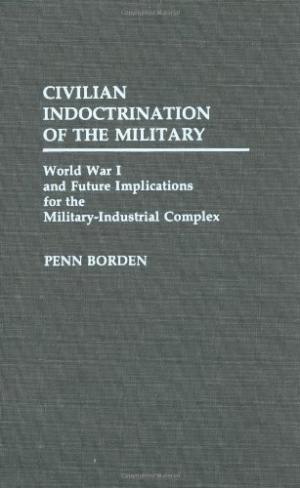 CIVILIAN
INDOCTRINATION
OF THE MILITARY
World War I
and Future Implications
for the
Military-Industrial Complex
PENN BORDEN